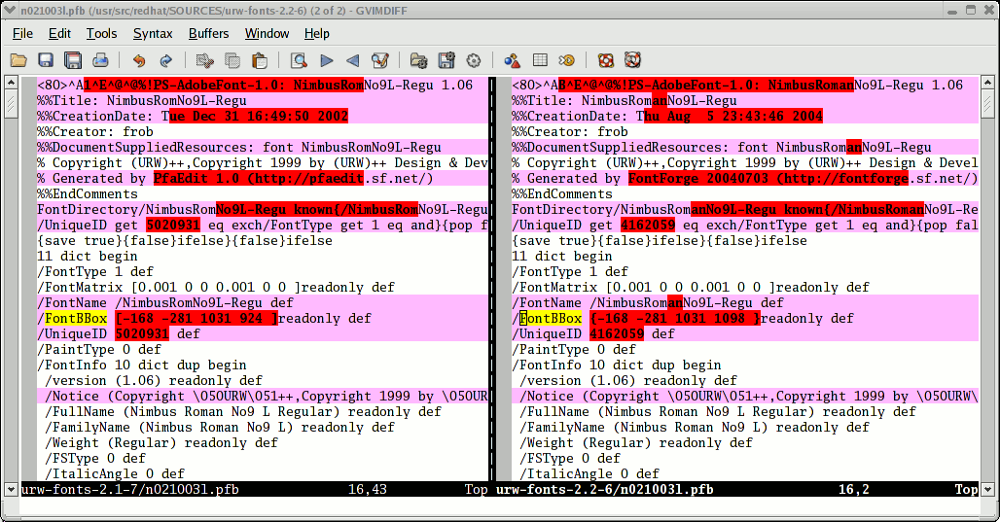 n021003l.pfb (/usr/src/redhat/SOURCES/urw-fonts-2.2-6) (2 of 2) - GVIMDIFF
File Edit Tools Syntax Buffers Window Help
<80>^A1^E^@^@%!PS-AdobeFont-1.0: NimbusRomNo9L-Regu 1.06
%%Title: NimbusRomNo9L-Regu
%%CreationDate: Tue Dec 31 16:49:50 2002
%%Creator: frob
%%DocumentSuppliedResources: font NimbusRomNo9L-Regu
% Copyright (URW)++,Copyright 1999 by (URW)++ Design & Deve
% Generated by PfaEdit 1.0 (http://pfaedit.sf.net/)
%%EndComments
FontDirectory/NimbusRomNo9L-Regu known{/NimbusRomNo9L-Regu
/UniqueID get 5020931 eq exch/FontType get 1 eq and}{pop f
{save true}{false}ifelse}{false}ifelse
11 dict begin
/FontType 1 def
/FontMatrix [0.001 0 0 0.001 0 0 ]readonly def
/FontName /NimbusRomNo9L-Regu def
/FontBBox {-168 -281 1031 924 }readonly def
/UniqueID 5020931 def
/PaintType 0 def
/FontInfo 10 dict dup begin
/version (1.06) readonly def
/Notice (Copyright \050URW\051++,Copyright 1999 by \050UR
/FullName (Nimbus Roman No9 L Regular) readonly def
/FamilyName (Nimbus Roman No9 L) readonly def
/Weight (Regular) readonly def
/FSType 0 def
/ItalicAngle 0 def
urw-fonts-2.1-7/n021003l.pfb 16,43 Top
<80>^AB^E^@^@%!PS-AdobeFont-1.0: NimbusRomanNo9L-Regu 1.06
%%Title: NimbusRomanNo9L-Regu
%%CreationDate: Thu Aug  5 23:43:46 2004
%%Creator: frob
%%DocumentSuppliedResources: font NimbusRomanNo9L-Regu
% Copyright (URW)++,Copyright 1999 by (URW)++ Design & Devel
% Generated by FontForge 20040703 (http://fontforge.sf.net/)
%%EndComments
FontDirectory/NimbusRomanNo9L-Regu known{/NimbusRomanNo9L-Re
/UniqueID get 4162059 eq exch/FontType get 1 eq and}{pop fal
{save true}{false}ifelse}{false}ifelse
11 dict begin
/FontType 1 def
/FontMatrix [0.001 0 0 0.001 0 0 ]readonly def
/FontName /NimbusRomanNo9L-Regu def
/FontBBox {-168 -281 1031 1098 }readonly def
/UniqueID 4162059 def
/PaintType 0 def
/FontInfo 10 dict dup begin
/version (1.06) readonly def
/Notice (Copyright \050URW\051++,Copyright 1999 by \050URW\
/FullName (Nimbus Roman No9 L Regular) readonly def
/FamilyName (Nimbus Roman No9 L) readonly def
/Weight (Regular) readonly def
/FSType 0 def
/ItalicAngle 0 def
urw-fonts-2.2-6/n021003l.pfb 16,2 Top